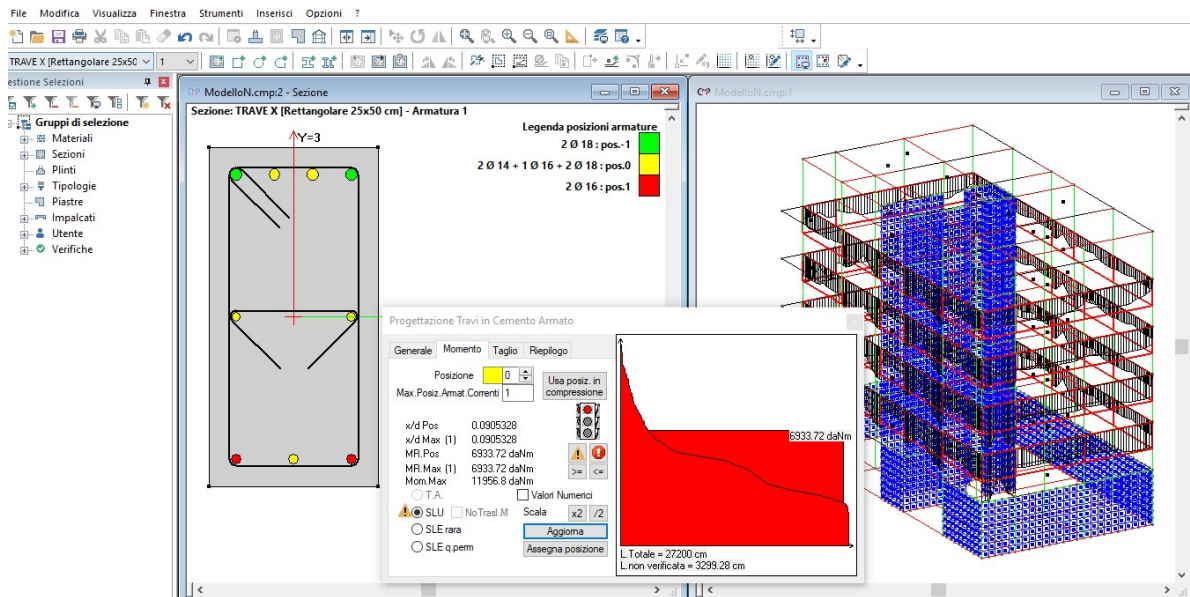 File Modifica Visualizza Finestra Strumenti Inserisci Opzioni ?
TRAVE X [Rettangolare 25x50 1
estione Selezioni
Gruppi di selezione
Materiali
Sezioni
Plinti
Tipologie
Piastre
Impalcati
Utente
Verifiche
ModelloN.cmp:2 - Sezione
Sezione: TRAVE X [Rettangolare 25x50 cm] - Armatura 1
Y=3
Legenda posizioni armature
2 Ø 18 : pos.-1
2 Ø 14 + 1 Ø 16 + 2 Ø 18 : pos.0
2 Ø 16 : pos.1
ModelloN.cmp:1
Progettazione Travi in Cemento Armato
Generale Momento Taglio Riepilogo
Posizione 0
Max.Posiz.Armat.Correnti 1
Usa posiz. in
compressione
x/d Pos 0.0905328
x/d Max (1) 0.0905328
MR.Pos 6933.72 daNm
MR.Max (1) 6933.72 daNm
Mom.Max 11956.8 daNm
>= <=
T.A.
Valori Numerici
SLU NoTrasl.M Scala x2 /2
SLE rara Aggiorna
SLE q.perm Assegna posizione
6933.72 daNm
L.Totale = 27200 cm
L.non verificata = 3299.28 cm